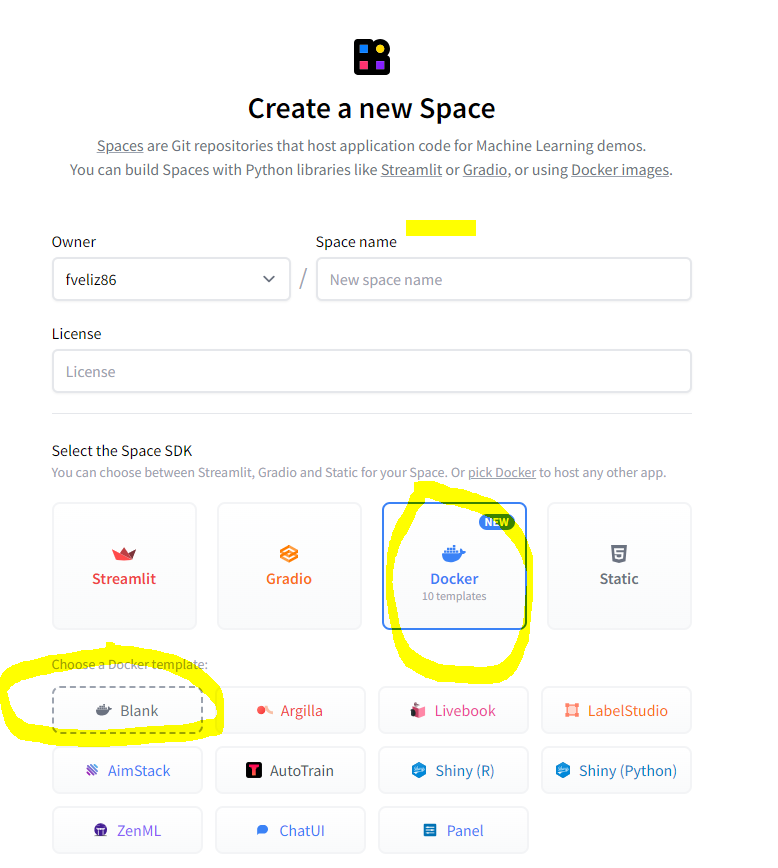 Create a new Space
Spaces are Git repositories that host application code for Machine Learning demos.
You can build Spaces with Python libraries like Streamlit or Gradio, or using Docker images.
Owner
Space name
fveliz86
/
New space name
License
License
Select the Space SDK
You can choose between Streamlit, Gradio and Static for your Space. Or pick Docker to host any other app.
Streamlit
Gradio
NEW
Docker
10 templates
Static
Choose a Docker template:
Blank
Argilla
Livebook
LabelStudio
AimStack
AutoTrain
Shiny (R)
Shiny (Python)
ZenML
ChatUI
Panel